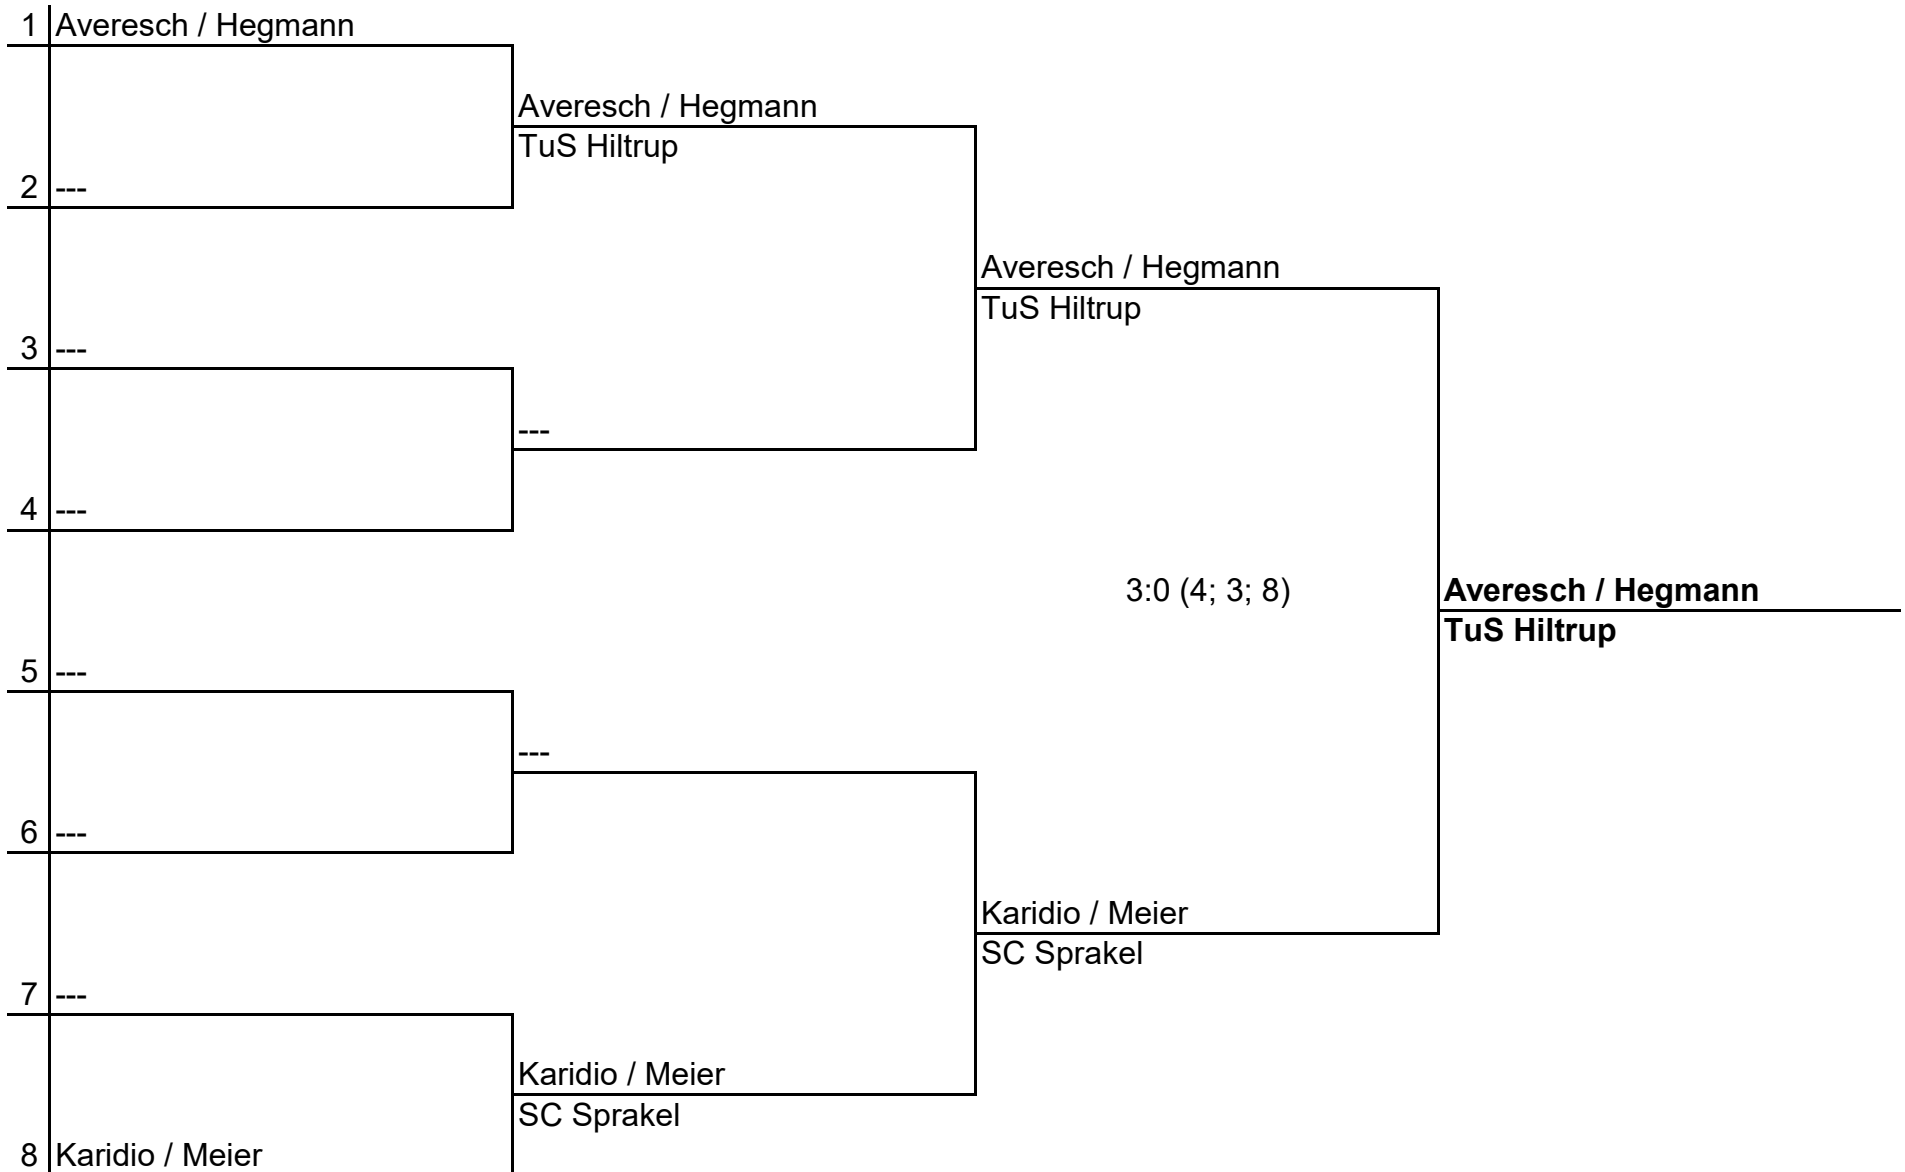 1 Averesch / Hegmann
Averesch / Hegmann
TuS Hiltrup
2 ---
Averesch / Hegmann
TuS Hiltrup
3 ---
---
4 ---
3:0 (4; 3; 8)
Averesch / Hegmann
TuS Hiltrup
5 ---
---
6 ---
Karidio / Meier
SC Sprakel
7 ---
Karidio / Meier
SC Sprakel
8 Karidio / Meier